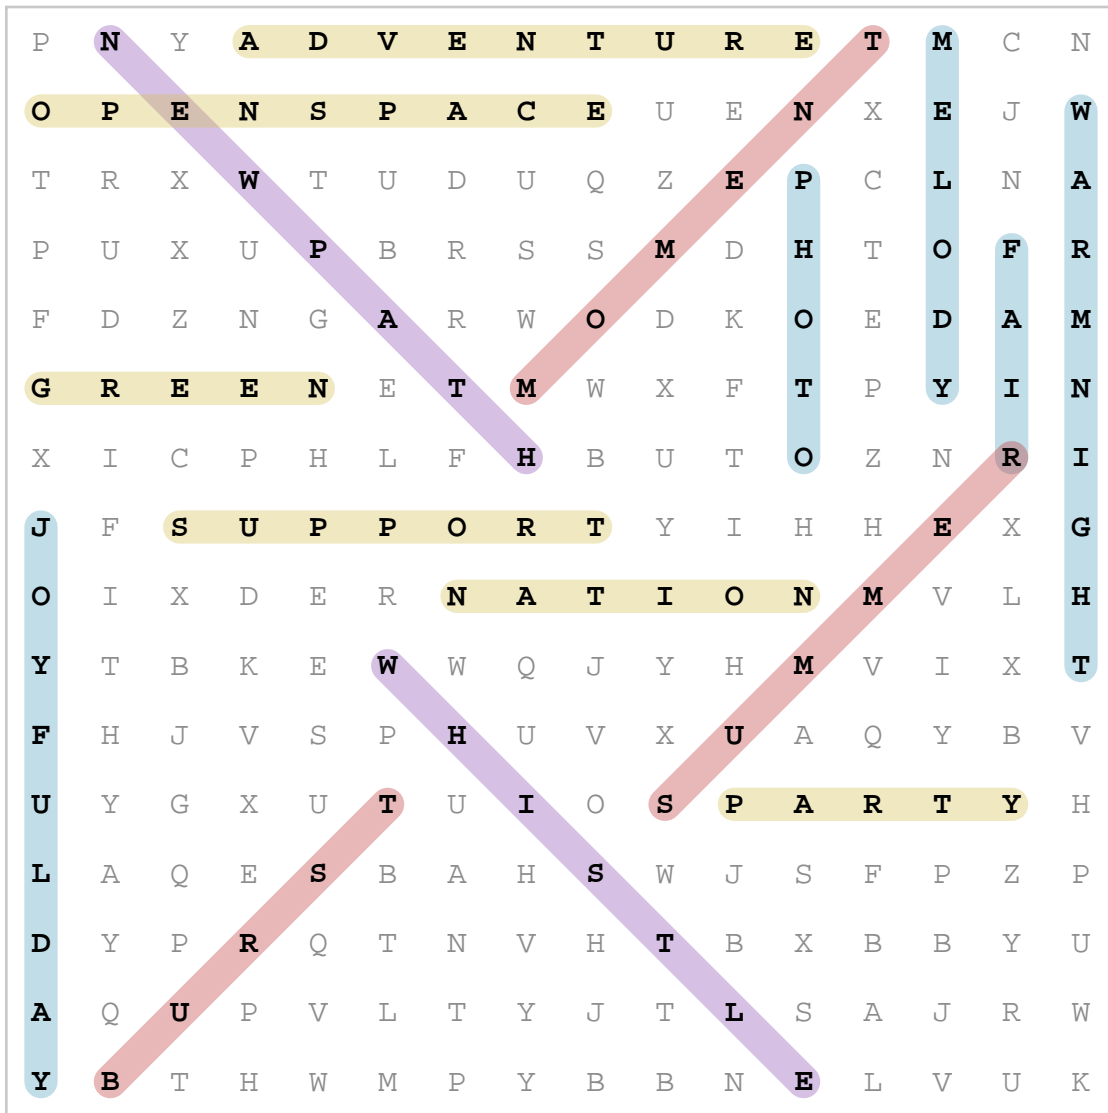 P N Y A D V E N T U R E T M C N
O P E N S P A C E U E N X E J W
T R X W T U D U Q Z E P C L N A
P U X U P B R S S M D H T O F R
F D Z N G A R W O D K O E D A M
G R E E N E T M W X F T P Y I N
X I C P H L F H B U T O Z N R I
J F S U P P O R T Y I H H E X G
O I X D E R N A T I O N M V L H
Y T B K E W W Q J Y H M V I X T
F H J V S P H U V X U A Q Y B V
U Y G X U T U I O S P A R T Y H
L A Q E S B A H S W J S F P Z P
D Y P R Q T N V H T B X B B Y U
A Q U P V L T Y J T L S A J R W
Y B T H W M P Y B B N E L V U K